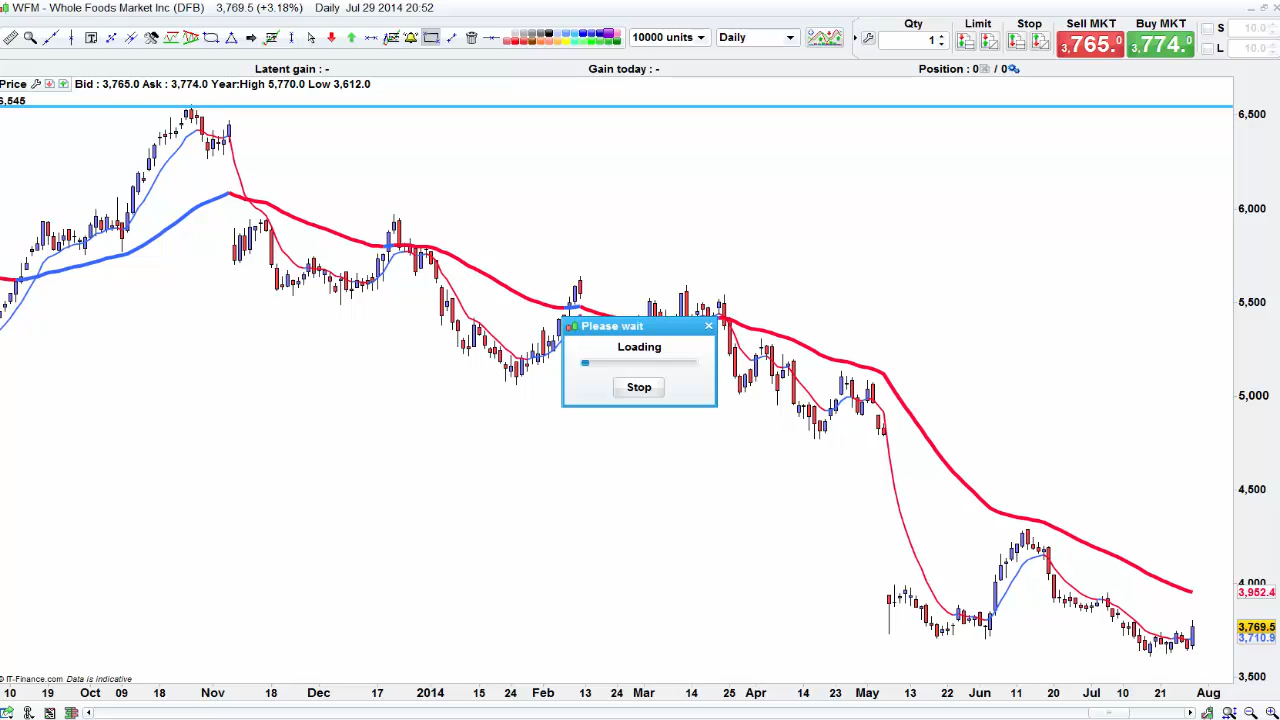 WFM - Whole Foods Market Inc (DFB) 3,769.5 (+3.18%) Daily Jul 29 2014 20:52
Qty Limit Stop Sell MKT Buy MKT
10000 units Daily 1 3,765.0 3,774.0 S 10.0
L 10.0
Latent gain : - Gain today : - Position : 0 / 0
Price Bid : 3,765.0 Ask : 3,774.0 Year:High 5,770.0 Low 3,612.0
6,545
6,500
6,000
5,500
Please wait
Loading
Stop
5,000
4,500
4,000
3,952.4
3,769.5
3,710.9
3,500
© IT-Finance.com Data is indicative
10 19 Oct 09 18 Nov 18 Dec 17 2014 15 24 Feb 13 24 Mar 14 25 Apr 14 23 May 13 Jun 11 20 Jul 10 21 Aug